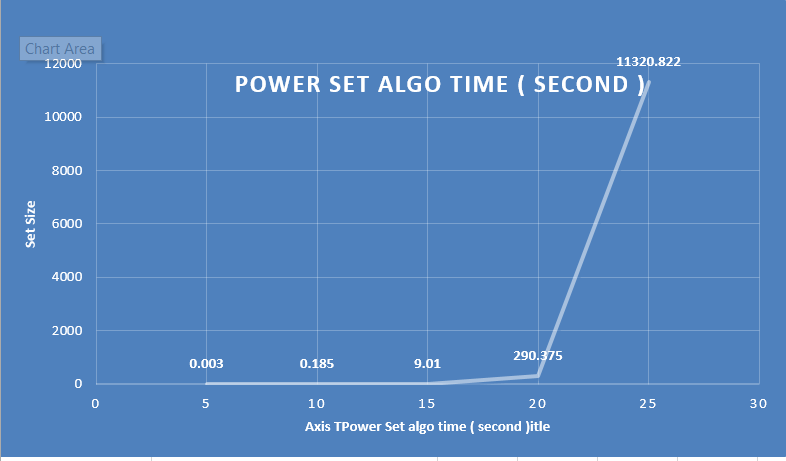 Chart Area
POWER SET ALGO TIME ( SECOND )
11320.822
12000
10000
8000
6000
4000
2000
0
Set Size
0.003 0.185 9.01 290.375
0 5 10 15 20 25 30
Axis TPower Set algo time ( second )itle